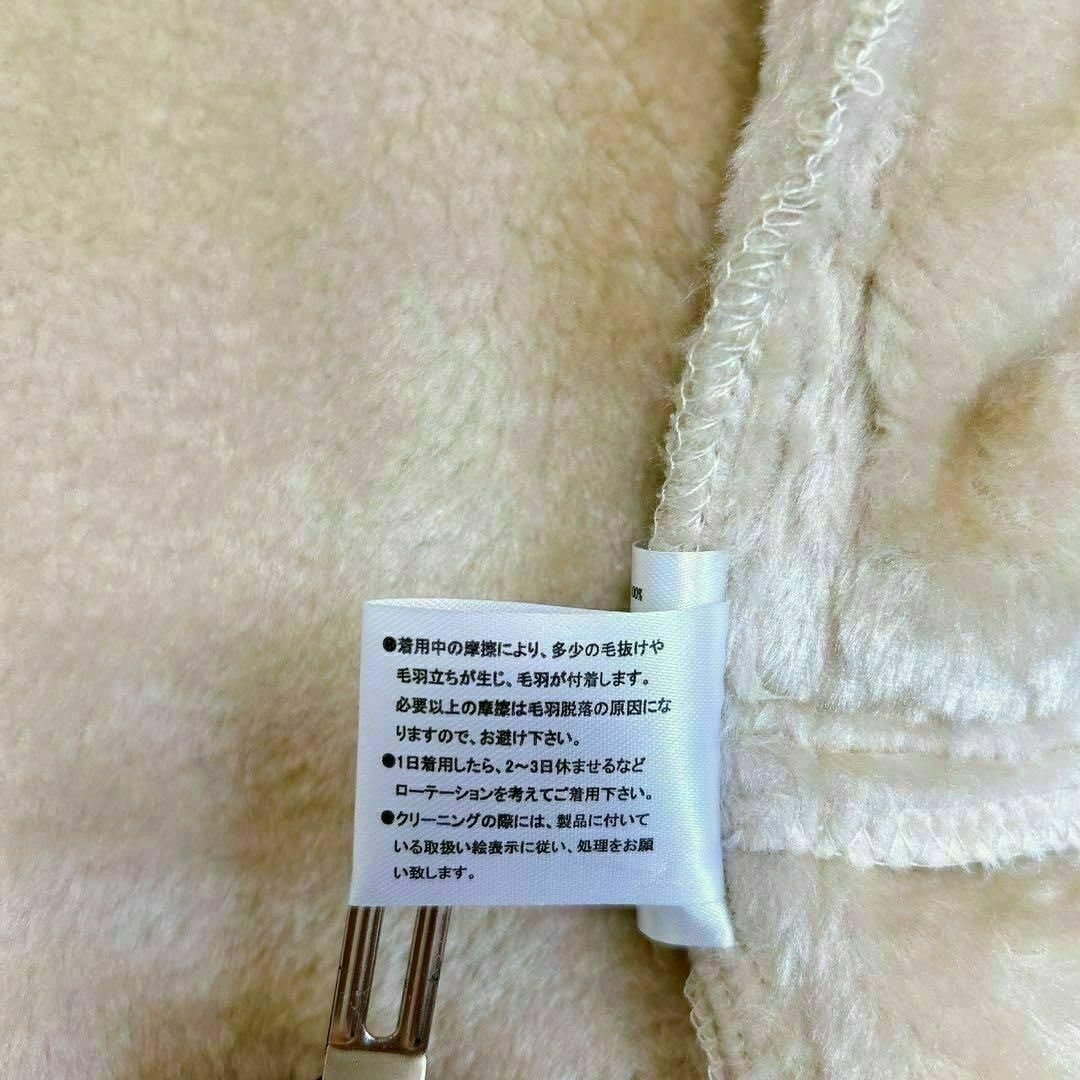 00%
●着用中の摩擦により、多少の毛抜けや
毛羽立ちが生じ、毛羽が付着します。
必要以上の摩擦は毛羽脱落の原因にな
りますので、お避け下さい。
●1日着用したら、2〜3日休ませるなど
ローテーションを考えてご着用下さい。
●クリーニングの際には、製品に付いて
いる取扱い絵表示に従い、処理をお願
い致します。